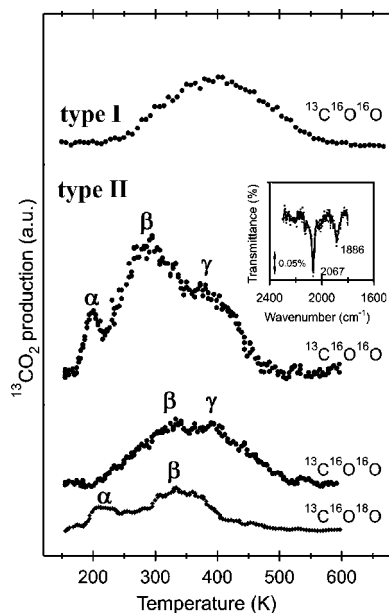 type I
¹³C¹⁶O¹⁶O
type II
β
γ
α
Transmittance (%)
0.05%
1886
2067
2400 2000 1600
Wavenumber (cm⁻¹)
¹³C¹⁶O¹⁶O
¹³CO₂ production (a.u.)
β γ
¹³C¹⁶O¹⁶O
α β
¹³C¹⁶O¹⁸O
200 300 400 500 600
Temperature (K)